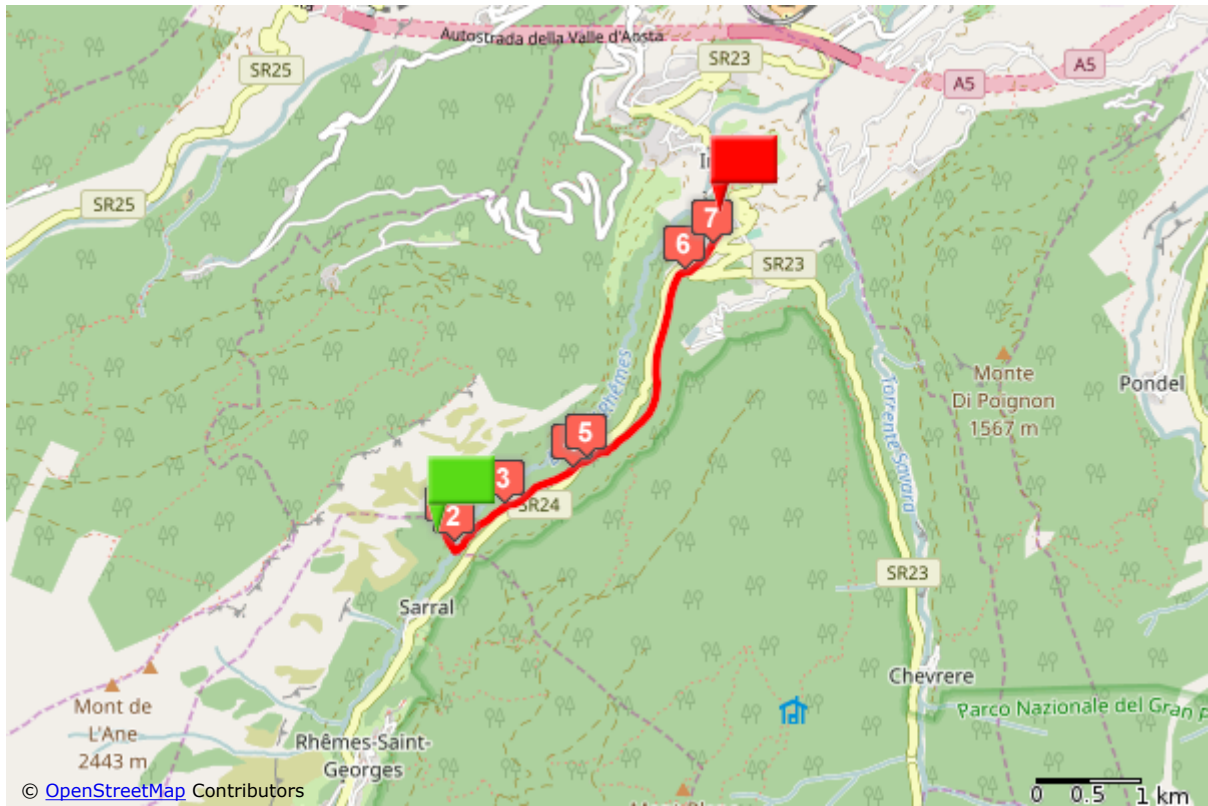 Autostrada della Valle d'Aosta
SR23
SR25
A5
A5
SR25
7
6
SR23
Rhêmes
Monte
Di Poignon
1567 m
Pondel
5
3
2
SR24
Torrente Savara
SR23
Sarral
Chevrere
Mont de
L'Ane
2443 m
Parco Nazionale del Gran
Rhêmes-Saint-
Georges
© OpenStreetMap Contributors
0 0.5 1 km